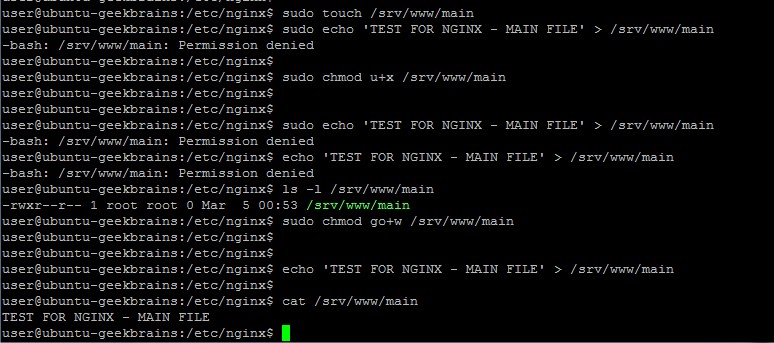 user@ubuntu-geekbrains:/etc/nginx$ sudo touch /srv/www/main
user@ubuntu-geekbrains:/etc/nginx$ sudo echo 'TEST FOR NGINX - MAIN FILE' > /srv/www/main
-bash: /srv/www/main: Permission denied
user@ubuntu-geekbrains:/etc/nginx$
user@ubuntu-geekbrains:/etc/nginx$ sudo chmod u+x /srv/www/main
user@ubuntu-geekbrains:/etc/nginx$
user@ubuntu-geekbrains:/etc/nginx$
user@ubuntu-geekbrains:/etc/nginx$ sudo echo 'TEST FOR NGINX - MAIN FILE' > /srv/www/main
-bash: /srv/www/main: Permission denied
user@ubuntu-geekbrains:/etc/nginx$ echo 'TEST FOR NGINX - MAIN FILE' > /srv/www/main
-bash: /srv/www/main: Permission denied
user@ubuntu-geekbrains:/etc/nginx$ ls -l /srv/www/main
-rwxr--r-- 1 root root 0 Mar  5 00:53 /srv/www/main
user@ubuntu-geekbrains:/etc/nginx$ sudo chmod go+w /srv/www/main
user@ubuntu-geekbrains:/etc/nginx$
user@ubuntu-geekbrains:/etc/nginx$
user@ubuntu-geekbrains:/etc/nginx$ echo 'TEST FOR NGINX - MAIN FILE' > /srv/www/main
user@ubuntu-geekbrains:/etc/nginx$
user@ubuntu-geekbrains:/etc/nginx$ cat /srv/www/main
TEST FOR NGINX - MAIN FILE
user@ubuntu-geekbrains:/etc/nginx$